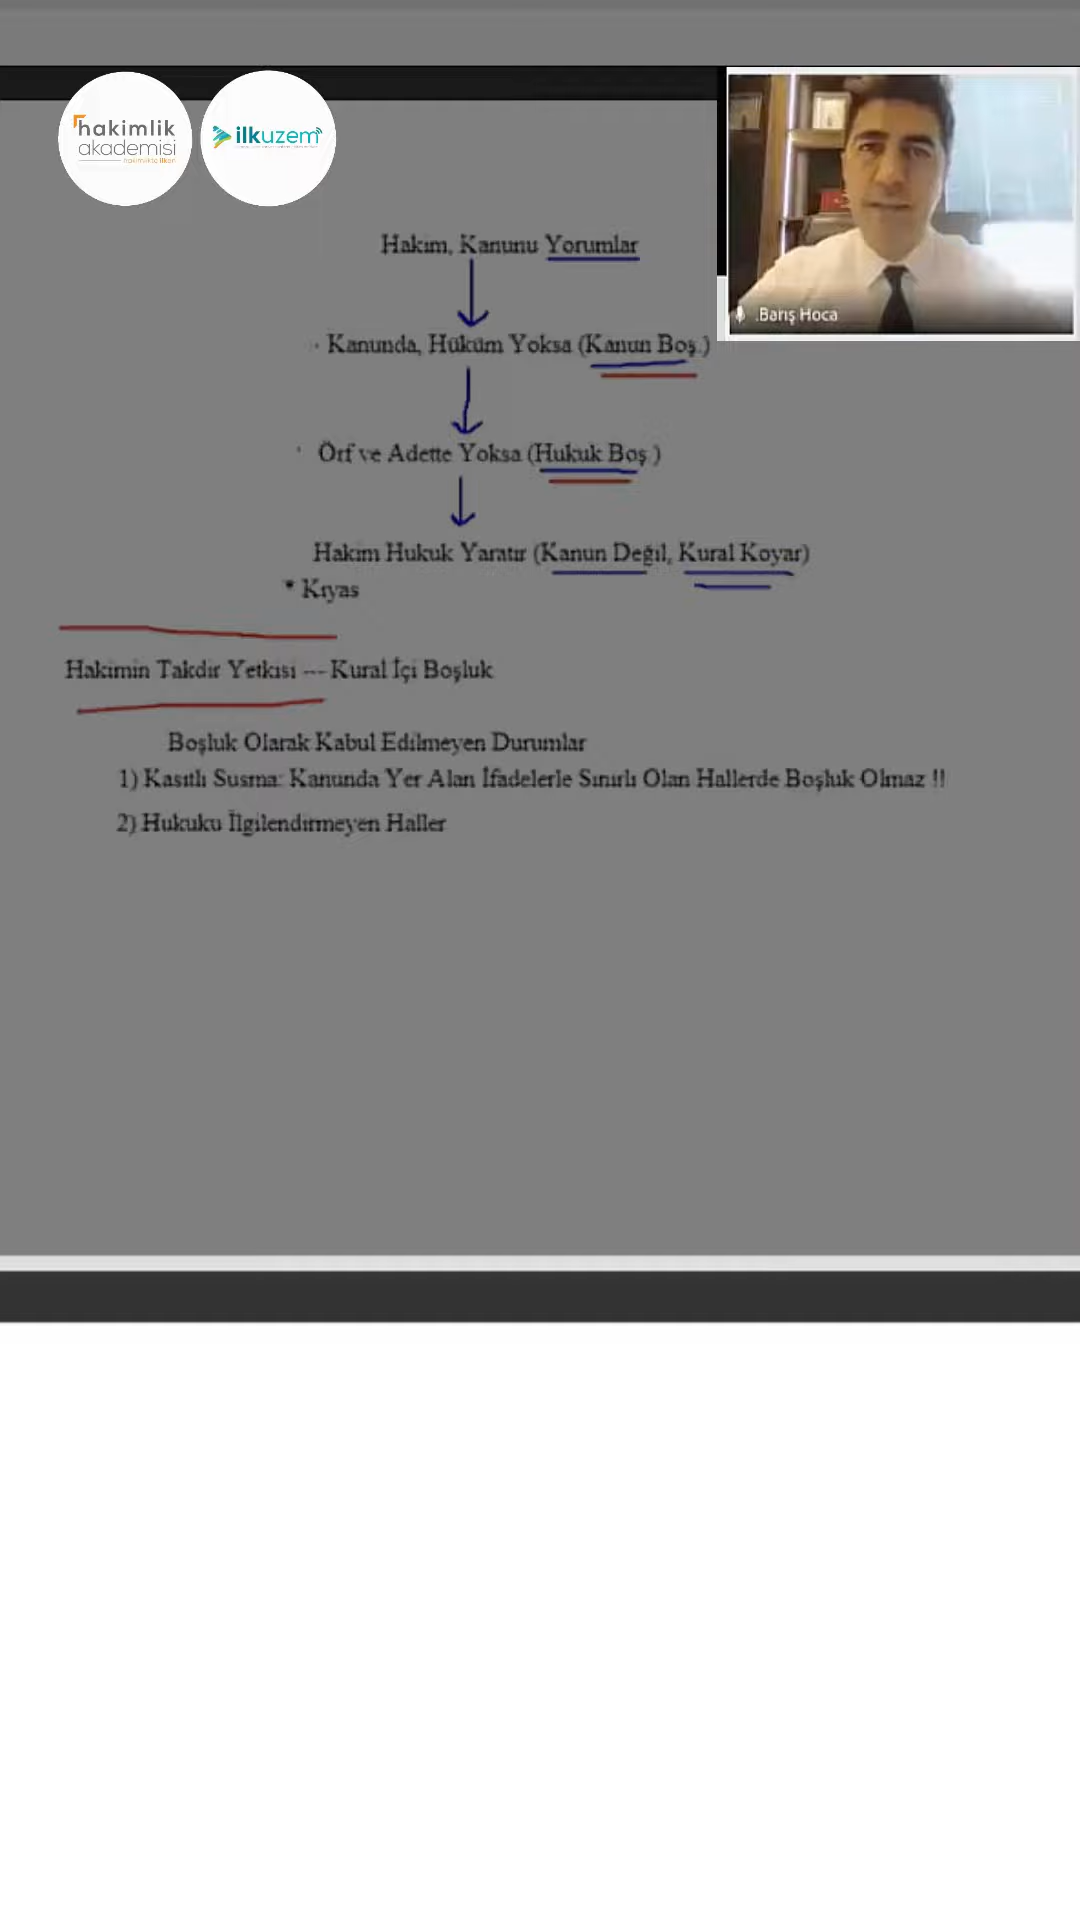 hakimlik
akademisi
hakimlikte ilkeri
ilkuzem
.Barış Hoca
Hakim, Kanunu Yorumlar
Kanunda, Hüküm Yoksa (Kanun Boş.)
Örf ve Adette Yoksa (Hukuk Boş.)
Hakim Hukuk Yaratır (Kanun Değil, Kural Koyar)
* Kıyas
Hakimin Takdir Yetkisi --- Kural İçi Boşluk
Boşluk Olarak Kabul Edilmeyen Durumlar
1) Kasıtlı Susma: Kanunda Yer Alan İfadelerle Sınırlı Olan Hallerde Boşluk Olmaz !!
2) Hukuku İlgilendirmeyen Haller